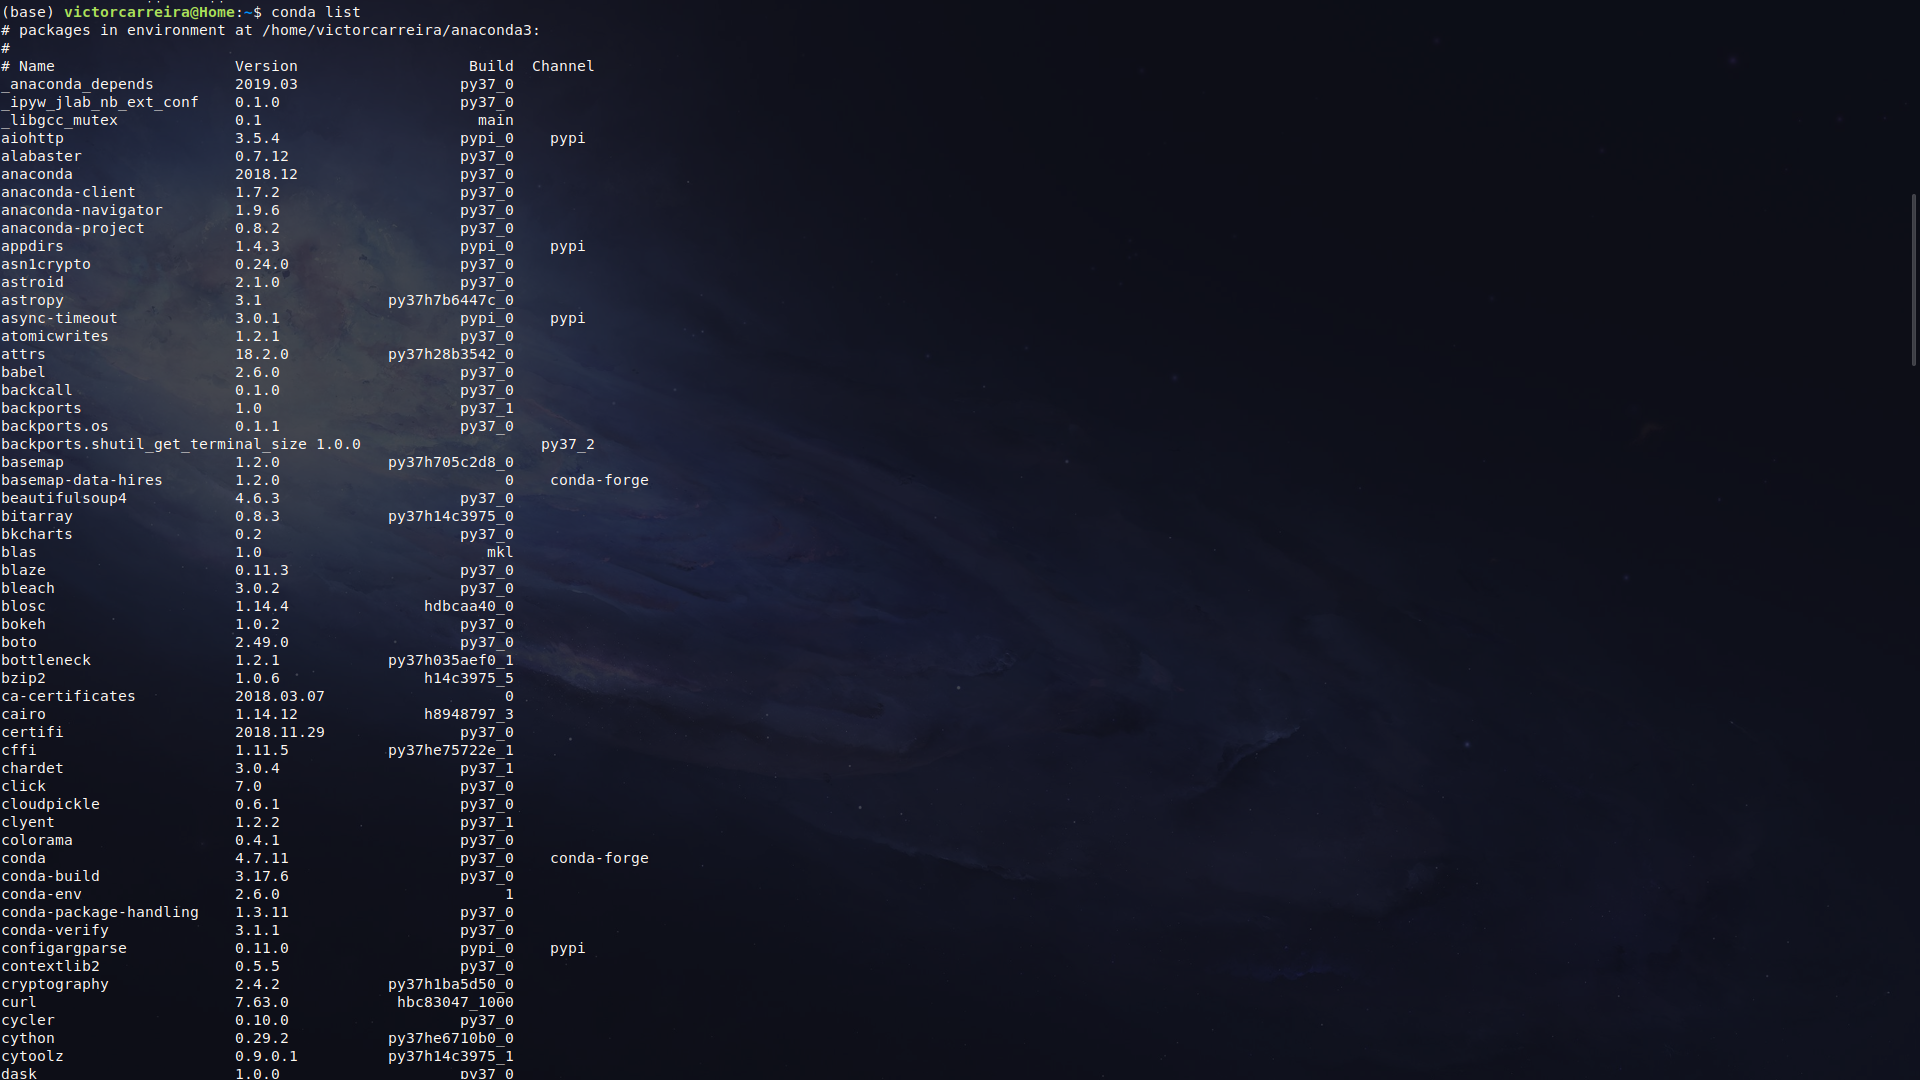 (base) victorcarreira@Home:~$ conda list
# packages in environment at /home/victorcarreira/anaconda3:
#
# Name                    Version                   Build  Channel
_anaconda_depends         2019.03                  py37_0
_ipyw_jlab_nb_ext_conf    0.1.0                    py37_0
_libgcc_mutex             0.1                        main
aiohttp                   3.5.4                    pypi_0    pypi
alabaster                 0.7.12                   py37_0
anaconda                  2018.12                  py37_0
anaconda-client           1.7.2                    py37_0
anaconda-navigator        1.9.6                    py37_0
anaconda-project          0.8.2                    py37_0
appdirs                   1.4.3                    pypi_0    pypi
asn1crypto                0.24.0                   py37_0
astroid                   2.1.0                    py37_0
astropy                   3.1              py37h7b6447c_0
async-timeout             3.0.1                    pypi_0    pypi
atomicwrites              1.2.1                    py37_0
attrs                     18.2.0           py37h28b3542_0
babel                     2.6.0                    py37_0
backcall                  0.1.0                    py37_0
backports                 1.0                      py37_1
backports.os              0.1.1                    py37_0
backports.shutil_get_terminal_size 1.0.0                    py37_2
basemap                   1.2.0            py37h705c2d8_0
basemap-data-hires        1.2.0                         0    conda-forge
beautifulsoup4            4.6.3                    py37_0
bitarray                  0.8.3            py37h14c3975_0
bkcharts                  0.2                      py37_0
blas                      1.0                         mkl
blaze                     0.11.3                   py37_0
bleach                    3.0.2                    py37_0
blosc                     1.14.4               hdbcaa40_0
bokeh                     1.0.2                    py37_0
boto                      2.49.0                   py37_0
bottleneck                1.2.1            py37h035aef0_1
bzip2                     1.0.6                h14c3975_5
ca-certificates           2018.03.07                    0
cairo                     1.14.12              h8948797_3
certifi                   2018.11.29               py37_0
cffi                      1.11.5           py37he75722e_1
chardet                   3.0.4                    py37_1
click                     7.0                      py37_0
cloudpickle               0.6.1                    py37_0
clyent                    1.2.2                    py37_1
colorama                  0.4.1                    py37_0
conda                     4.7.11                   py37_0    conda-forge
conda-build               3.17.6                   py37_0
conda-env                 2.6.0                         1
conda-package-handling    1.3.11                   py37_0
conda-verify              3.1.1                    py37_0
configargparse            0.11.0                   pypi_0    pypi
contextlib2               0.5.5                    py37_0
cryptography              2.4.2            py37h1ba5d50_0
curl                      7.63.0            hbc83047_1000
cycler                    0.10.0                   py37_0
cython                    0.29.2           py37he6710b0_0
cytoolz                   0.9.0.1          py37h14c3975_1
dask                      1.0.0                    py37_0